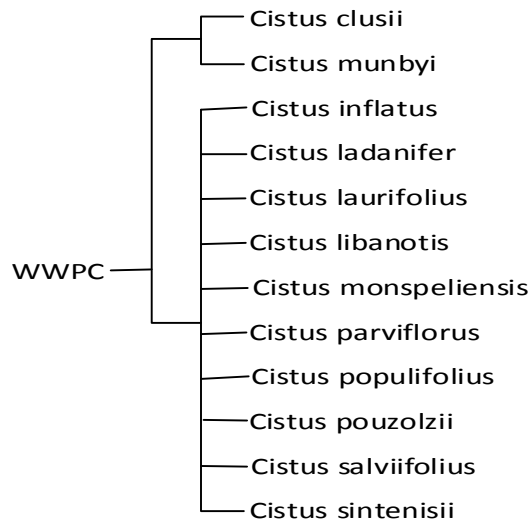 Cistus clusii
Cistus munbyi
Cistus inflatus
Cistus ladanifer
Cistus laurifolius
Cistus libanotis
WWPC
Cistus monspeliensis
Cistus parviflorus
Cistus populifolius
Cistus pouzolzii
Cistus salviifolius
Cistus sintenisii